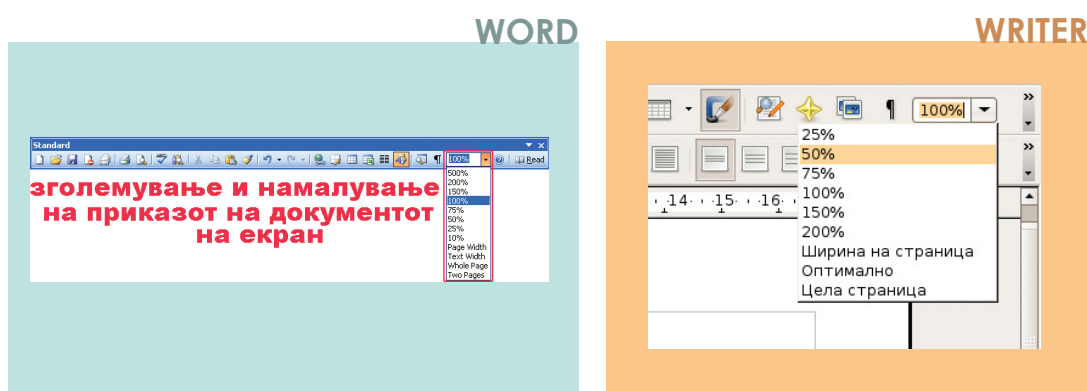 WORD
Standard
100%
Read
500%
200%
150%
100%
75%
50%
25%
10%
Page Width
Text Width
Whole Page
Two Pages
зголемување и намалување
на приказот на документот
на екран
WRITER
100%
25%
50%
75%
100%
150%
200%
Ширина на страница
Оптимално
Цела страница
14 15 16